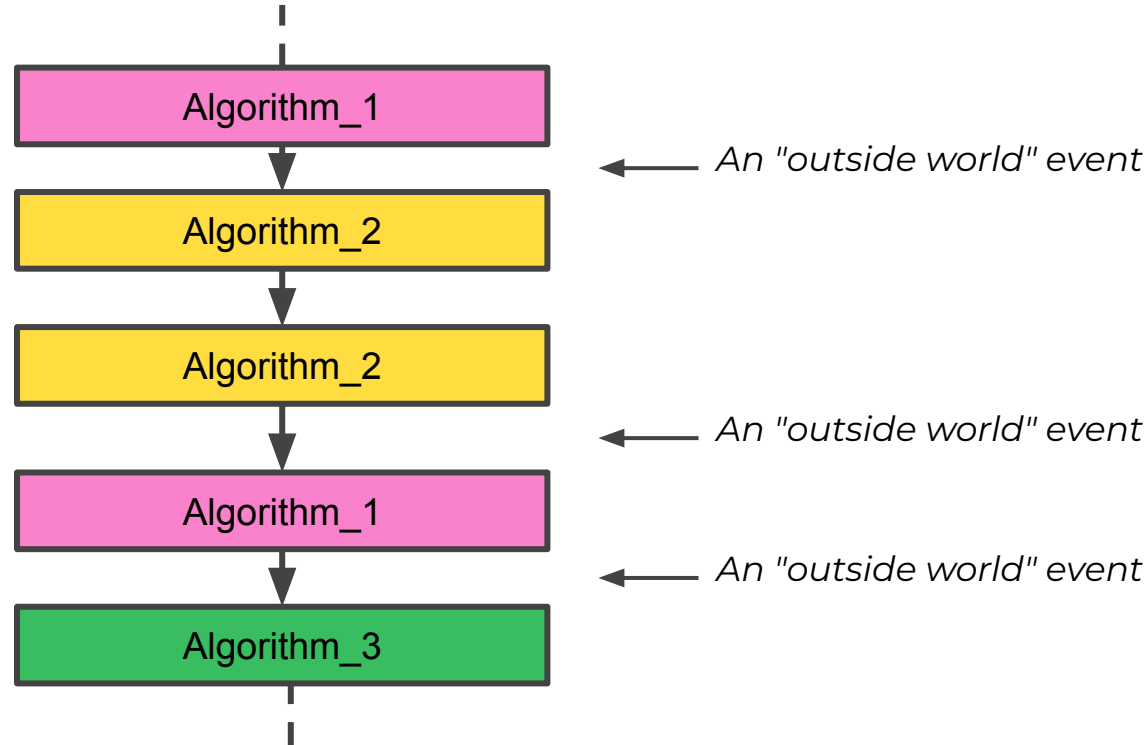 Algorithm_1
An "outside world" event
Algorithm_2
Algorithm_2
An "outside world" event
Algorithm_1
An "outside world" event
Algorithm_3